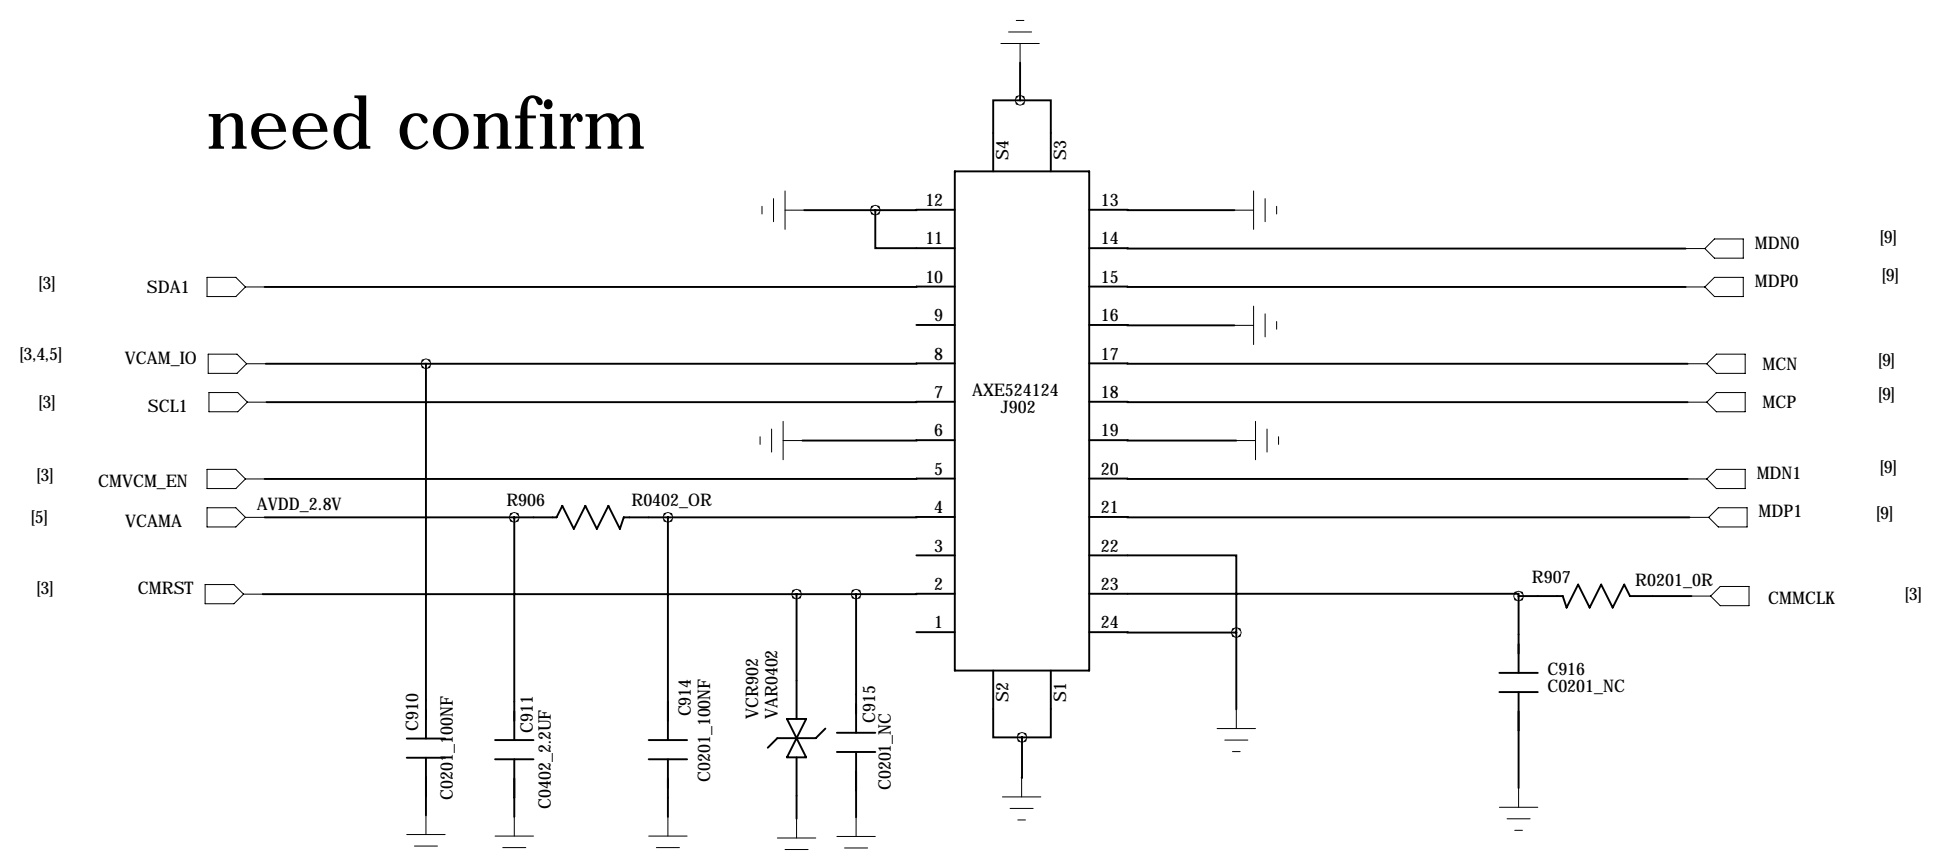 need confirm
S4
S3
12
13
11
14
MDN0
[9]
[3]
SDA1
10
15
MDP0
[9]
9
16
[3,4,5]
VCAM_IO
8
17
MCN
[9]
AXE524124
J902
[3]
SCL1
7
18
MCP
[9]
6
19
[3]
CMVCM_EN
5
20
MDN1
[9]
[5]
VCAMA
AVDD_2.8V
R906
R0402_OR
4
21
MDP1
[9]
3
22
[3]
CMRST
2
23
R907
R0201_0R
CMMCLK
[3]
1
24
S2
S1
C910
C0201_100NF
C911
C0402_2.2UF
C914
C0201_100NF
VCR902
VAR0402
C915
C0201_NC
C916
C0201_NC